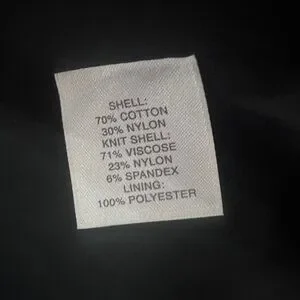 SHELL:
70% COTTON
30% NYLON
KNIT SHELL:
71% VISCOSE
23% NYLON
6% SPANDEX
LINING:
100% POLYESTER